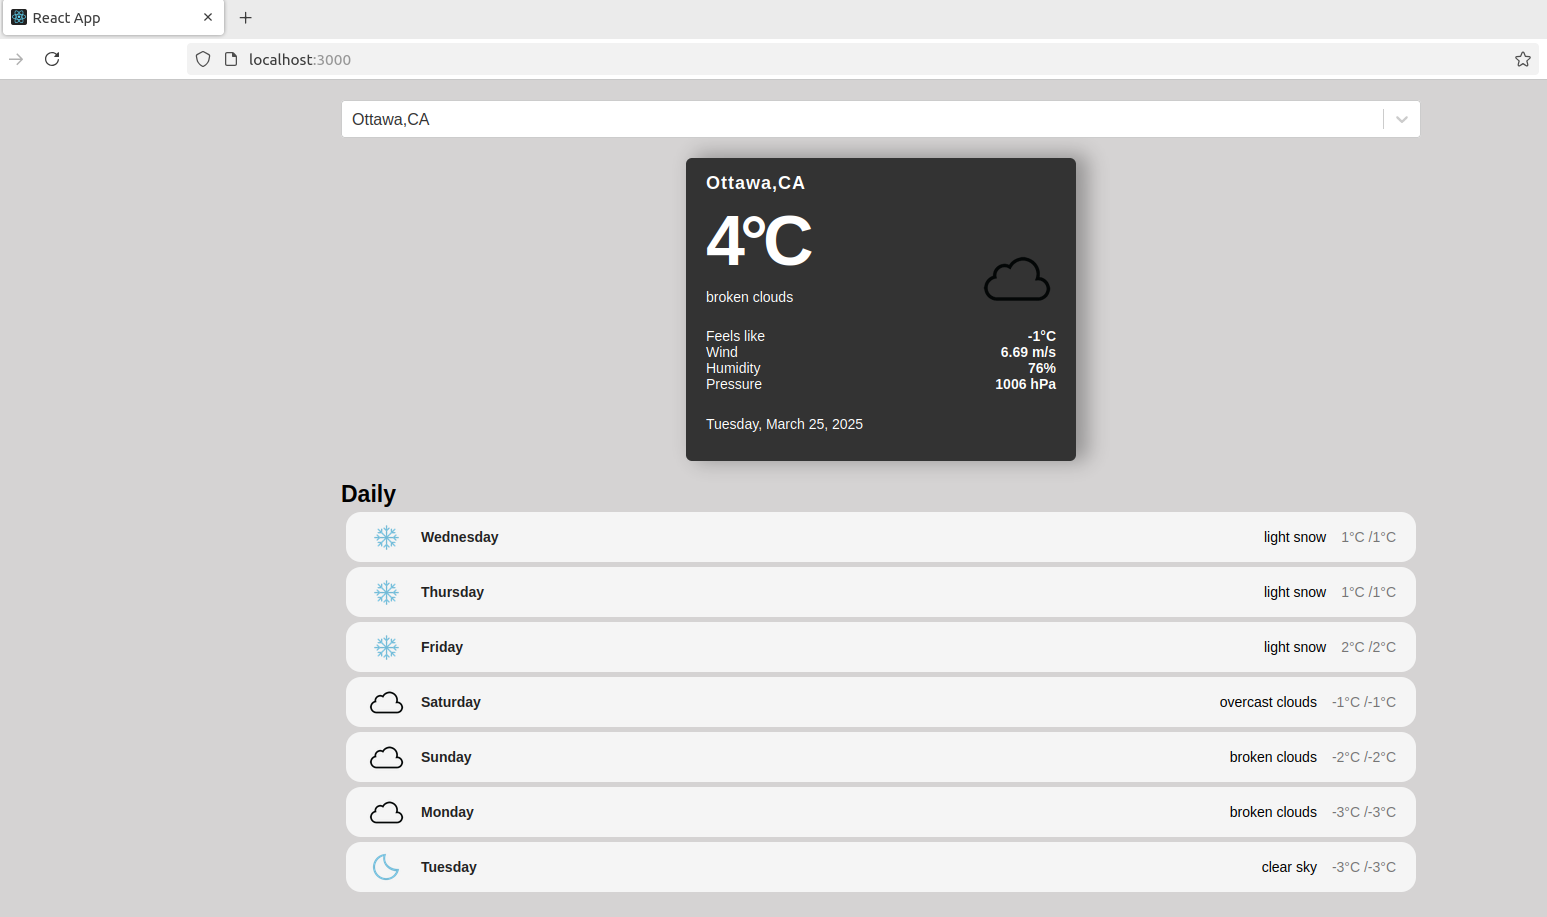 React App
localhost:3000
Ottawa,CA
Ottawa,CA
4°C
broken clouds
Feels like -1°C
Wind 6.69 m/s
Humidity 76%
Pressure 1006 hPa
Tuesday, March 25, 2025
Daily
Wednesday light snow 1°C /1°C
Thursday light snow 1°C /1°C
Friday light snow 2°C /2°C
Saturday overcast clouds -1°C /-1°C
Sunday broken clouds -2°C /-2°C
Monday broken clouds -3°C /-3°C
Tuesday clear sky -3°C /-3°C